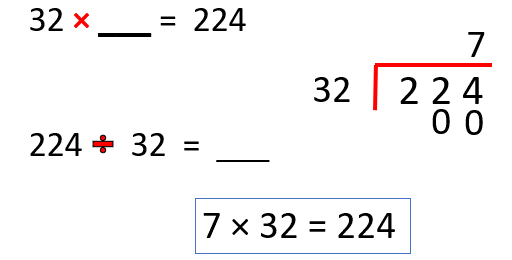 32 × ___ = 224
7
32 224
00
224 ÷ 32 = ___
7 × 32 = 224